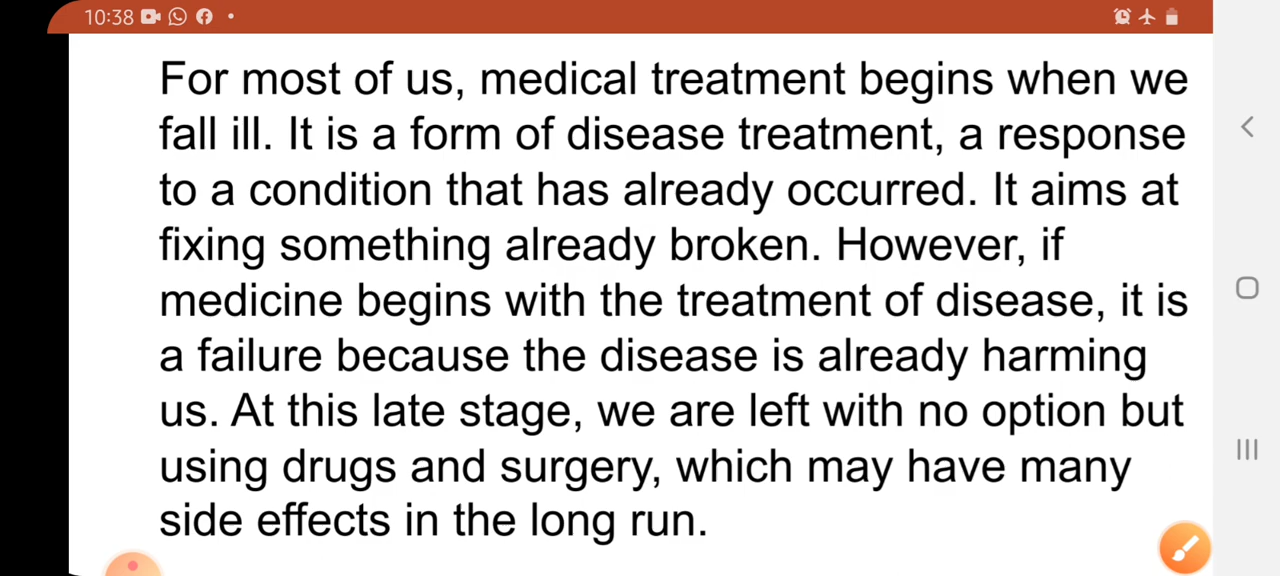 10:38
For most of us, medical treatment begins when we
fall ill. It is a form of disease treatment, a response
to a condition that has already occurred. It aims at
fixing something already broken. However, if
medicine begins with the treatment of disease, it is
a failure because the disease is already harming
us. At this late stage, we are left with no option but
using drugs and surgery, which may have many
side effects in the long run.